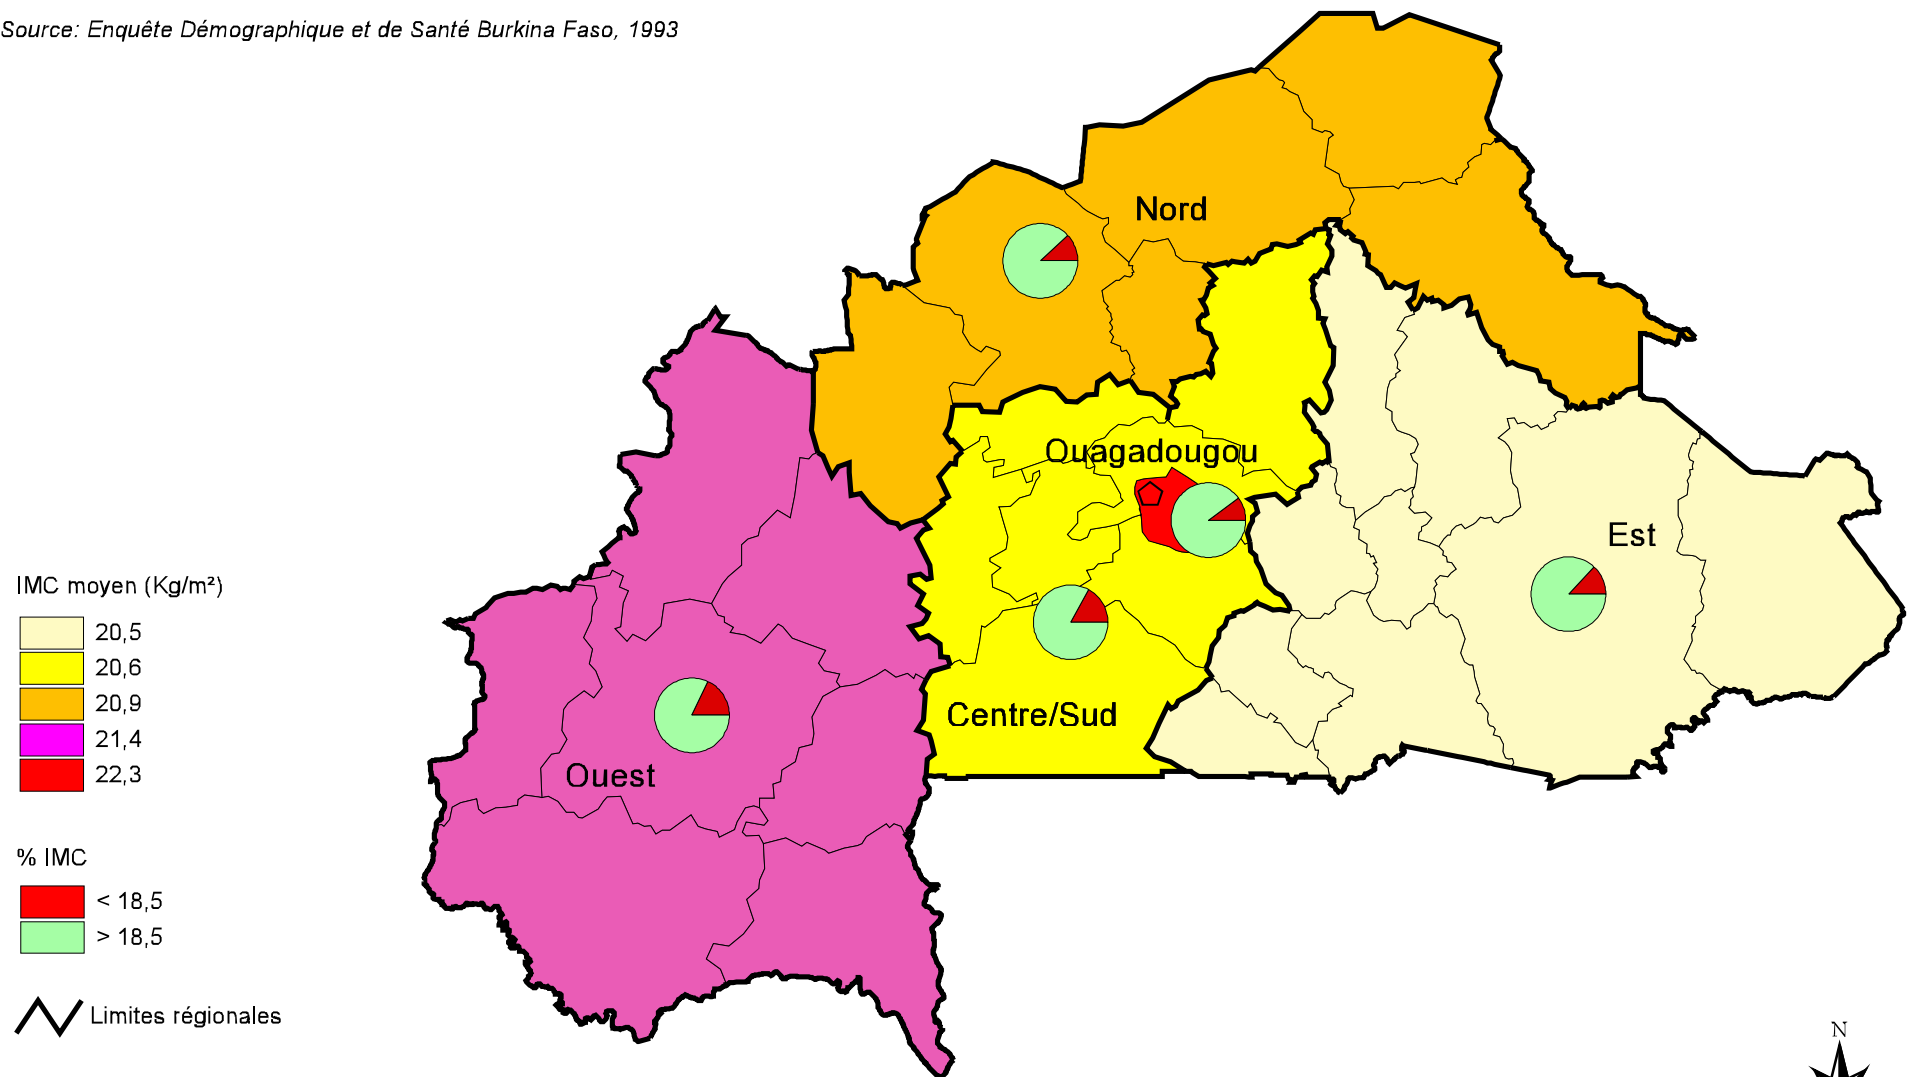 Source: Enquête Démographique et de Santé Burkina Faso, 1993
Nord
Ouagadougou
Est
Centre/Sud
Ouest
IMC moyen (Kg/m²)
20,5
20,6
20,9
21,4
22,3
% IMC
< 18,5
> 18,5
Limites régionales
N